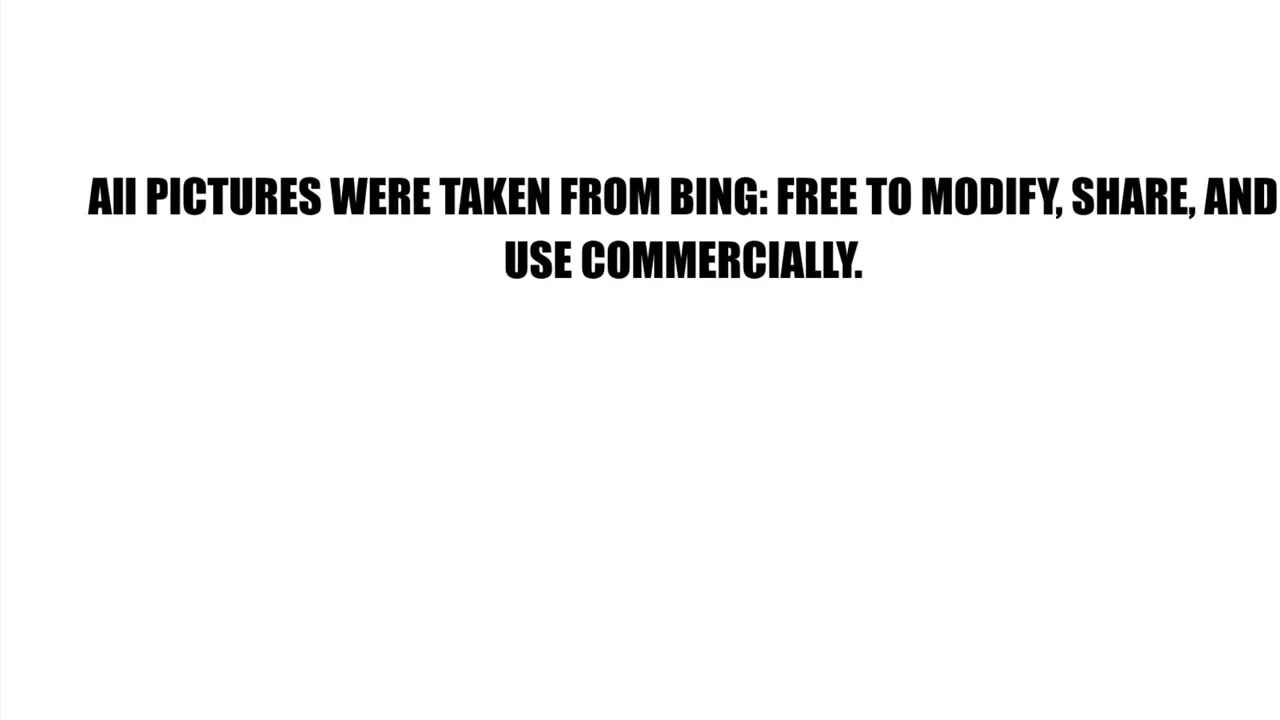 All PICTURES WERE TAKEN FROM BING: FREE TO MODIFY, SHARE, AND
USE COMMERCIALLY.